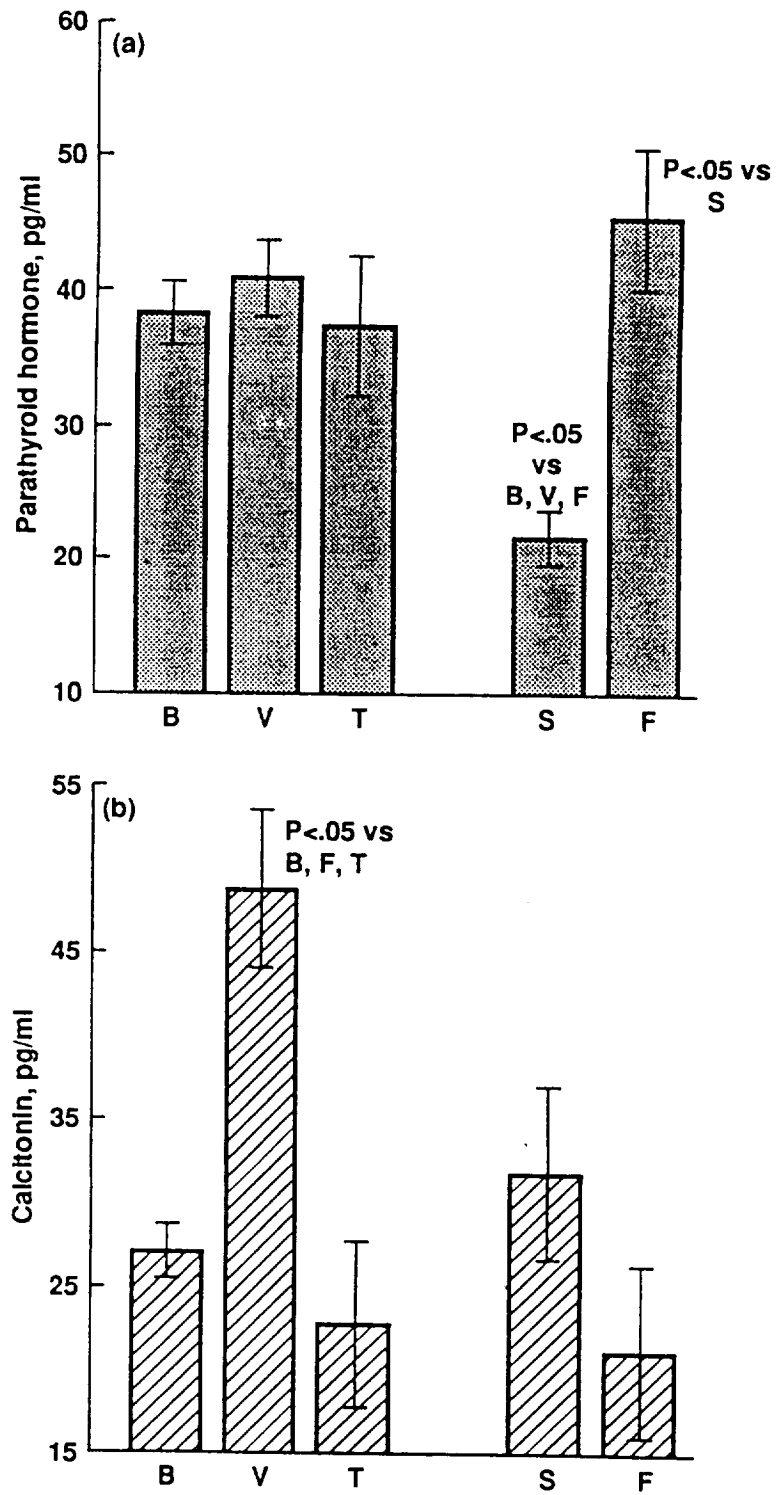 (a)
Parathyroid hormone, pg/ml
60
50
40
30
20
10
P<.05 vs
S
P<.05
vs
B, V, F
B V T S F
(b)
Calcitonin, pg/ml
55
45
35
25
15
P<.05 vs
B, F, T
B V T S F